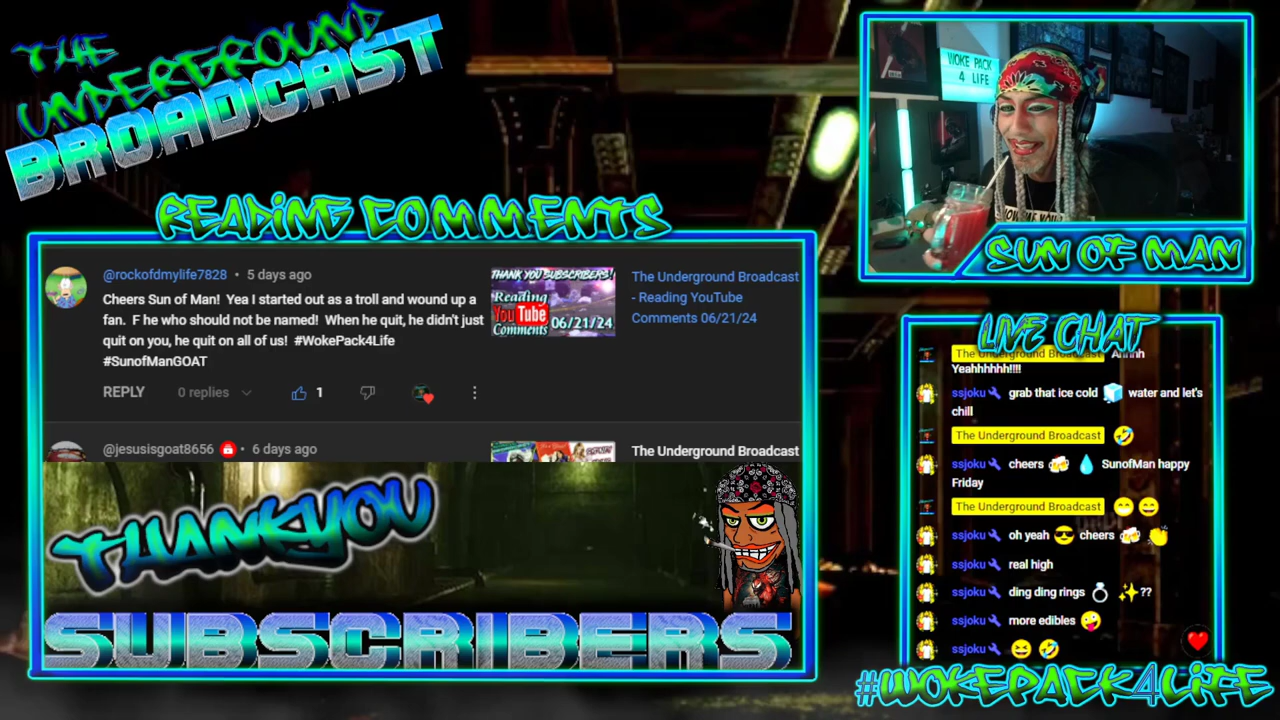 THE
UNDERGROUND
BROADCAST
READING COMMENTS
@rockofdmylife7828 • 5 days ago
Cheers Sun of Man! Yea I started out as a troll and wound up a
fan. F he who should not be named! When he quit, he didn't just
quit on you, he quit on all of us! #WokePack4Life
#SunofManGOAT
REPLY 0 replies 1
THANK YOU SUBSCRIBERS!
Reading
YouTube
Comments 06/21/24
The Underground Broadcast
- Reading YouTube
Comments 06/21/24
@jesusisgoat8656 • 6 days ago
The Underground Broadcast
THANKYOU
SUBSCRIBERS
WOKE PACK
4 LIFE
SUN OF MAN
LIVE CHAT
The Underground Broadcast Ahhhh
Yeahhhhhh!!!!
ssjoku grab that ice cold 🧊 water and let's
chill
The Underground Broadcast 🤣
ssjoku cheers 🍻 💧 SunofMan happy
Friday
The Underground Broadcast 😁 😄
ssjoku oh yeah 😎 cheers 🍻 👏
ssjoku real high
ssjoku ding ding rings 💍 ✨??
ssjoku more edibles 🤪
ssjoku 😆 🤣
#WOKEPACK4LIFE